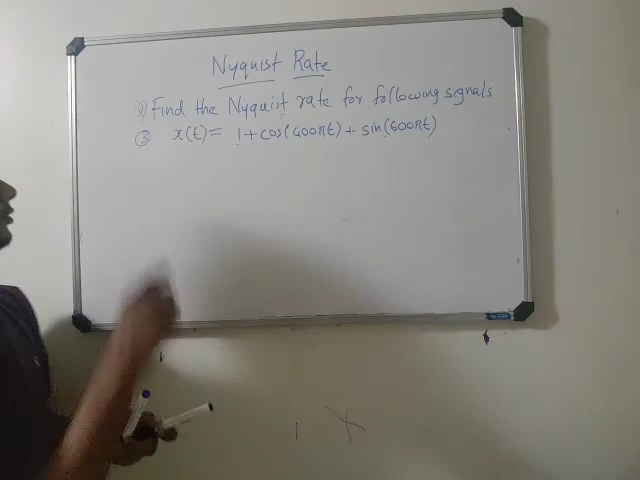 Nyquist Rate
1) Find the Nyquist rate for following signals
③ x(t) = 1 + cos(400πt) + sin(600πt)